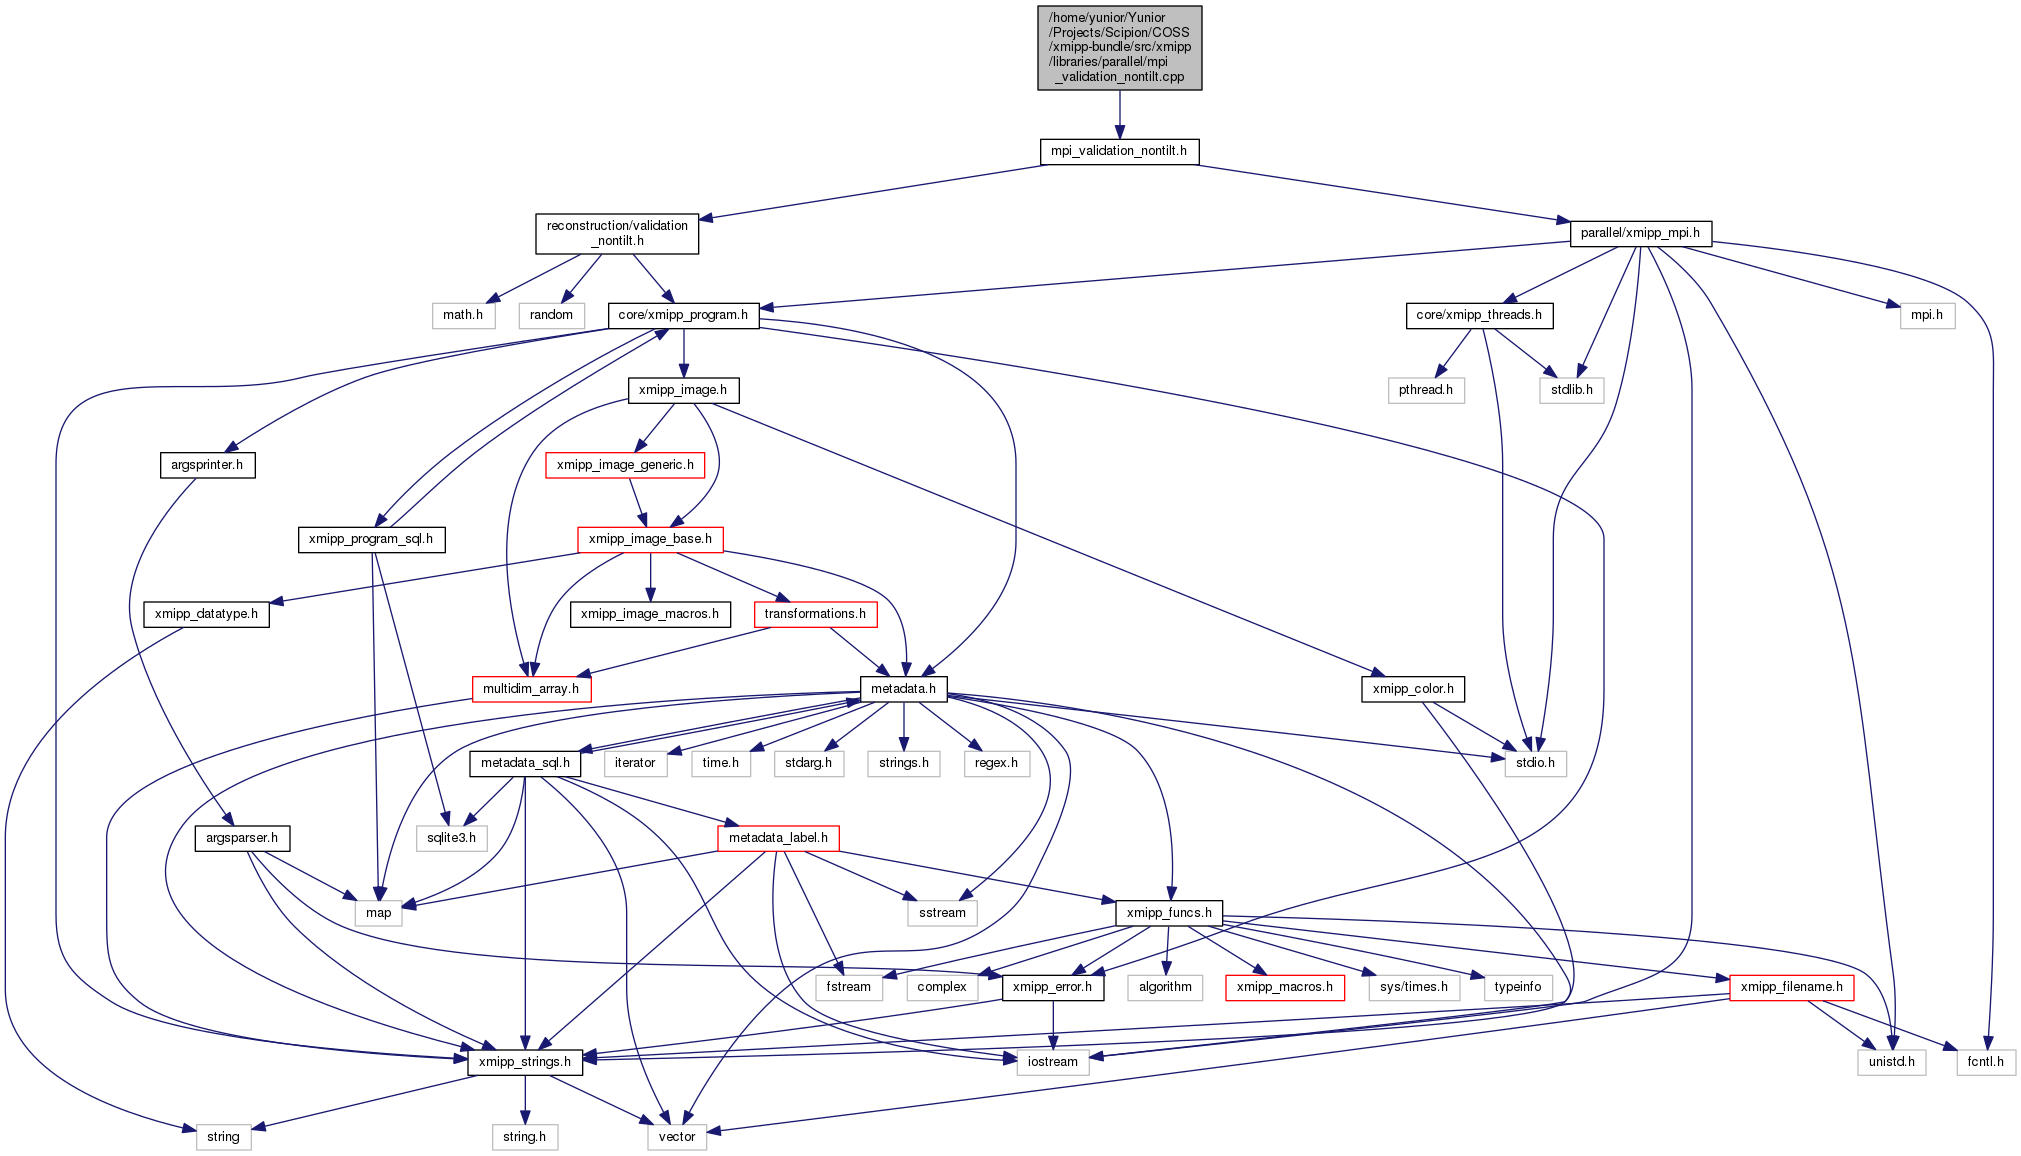 /home/yunior/Yunior
/Projects/Scipion/COSS
/xmipp-bundle/src/xmipp
/libraries/parallel/mpi
_validation_nontilt.cpp
mpi_validation_nontilt.h
reconstruction/validation
_nontilt.h
parallel/xmipp_mpi.h
math.h
random
core/xmipp_program.h
core/xmipp_threads.h
mpi.h
xmipp_image.h
pthread.h
stdlib.h
argsprinter.h
xmipp_image_generic.h
xmipp_program_sql.h
xmipp_image_base.h
xmipp_datatype.h
xmipp_image_macros.h
transformations.h
multidim_array.h
metadata.h
xmipp_color.h
metadata_sql.h
iterator
time.h
stdarg.h
strings.h
regex.h
stdio.h
argsparser.h
sqlite3.h
metadata_label.h
map
sstream
xmipp_funcs.h
fstream
complex
xmipp_error.h
algorithm
xmipp_macros.h
sys/times.h
typeinfo
xmipp_filename.h
xmipp_strings.h
iostream
unistd.h
fcntl.h
string
string.h
vector